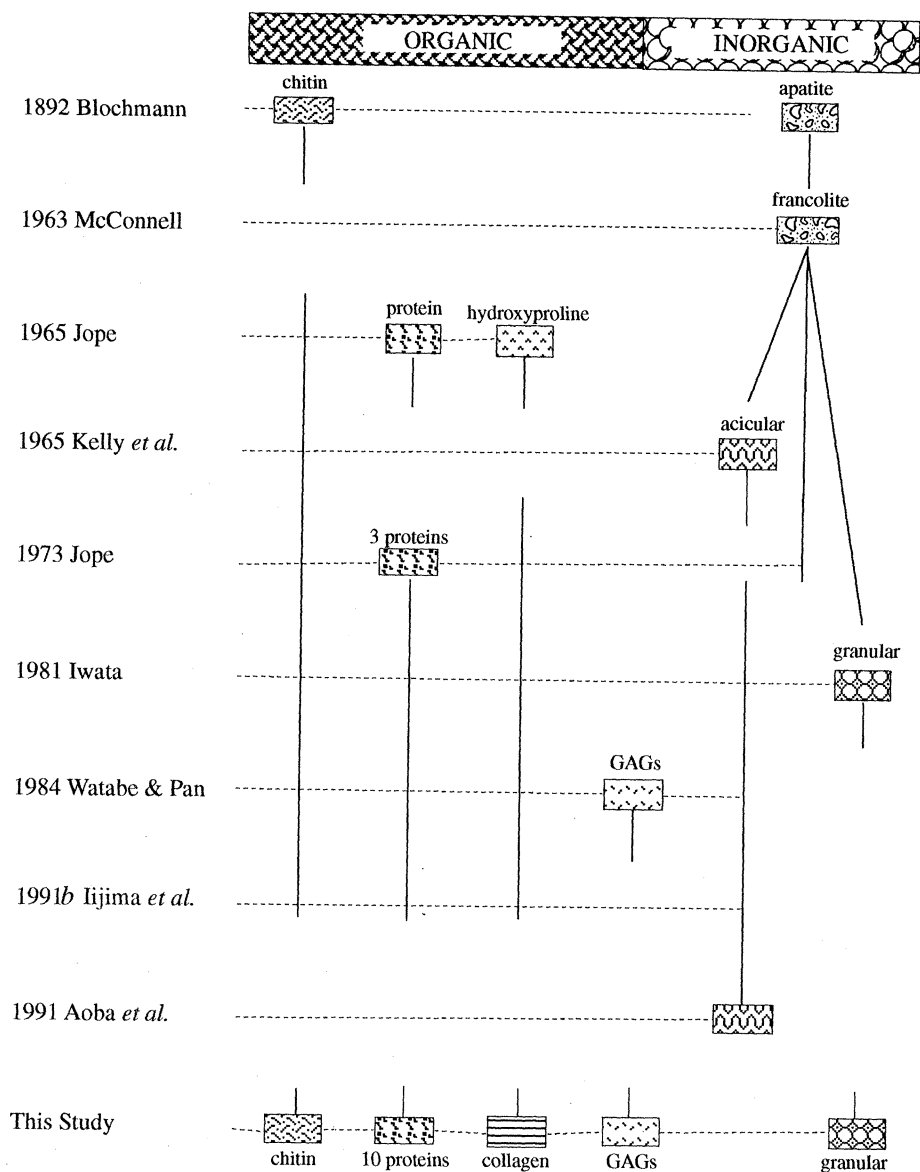 ORGANIC INORGANIC
chitin apatite
1892 Blochmann
francolite
1963 McConnell
protein hydroxyproline
1965 Jope
acicular
1965 Kelly et al.
3 proteins
1973 Jope
granular
1981 Iwata
GAGs
1984 Watabe & Pan
1991b Iijima et al.
1991 Aoba et al.
This Study
chitin 10 proteins collagen GAGs granular